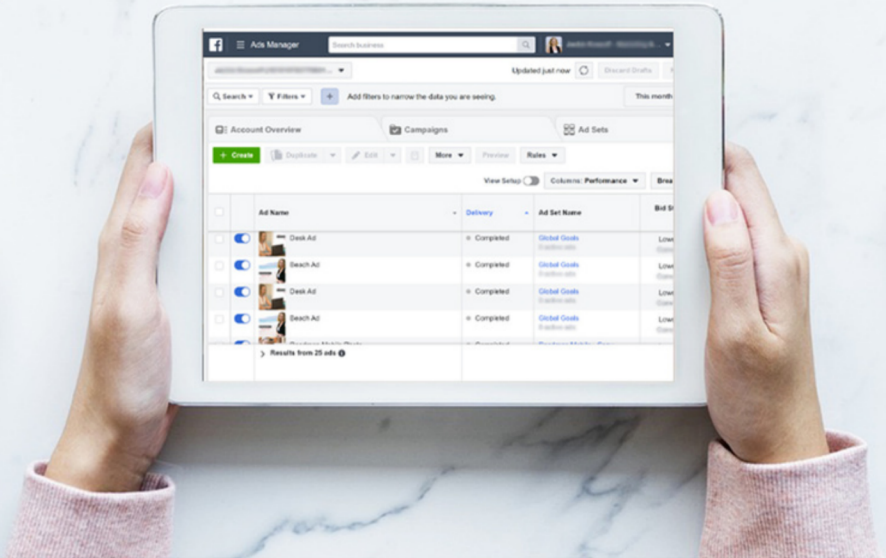 f Ads Manager Search business
Updated just now Discard Drafts
Search Filters + Add filters to narrow the data you are seeing. This month
Account Overview Campaigns Ad Sets
+ Create Duplicate Edit More Preview Rules
View Setup Columns: Performance
Ad Name Delivery Ad Set Name
Desk Ad Completed Global Goals
Beach Ad Completed Global Goals
Desk Ad Completed Global Goals
Beach Ad Completed Global Goals
Results from 25 ads